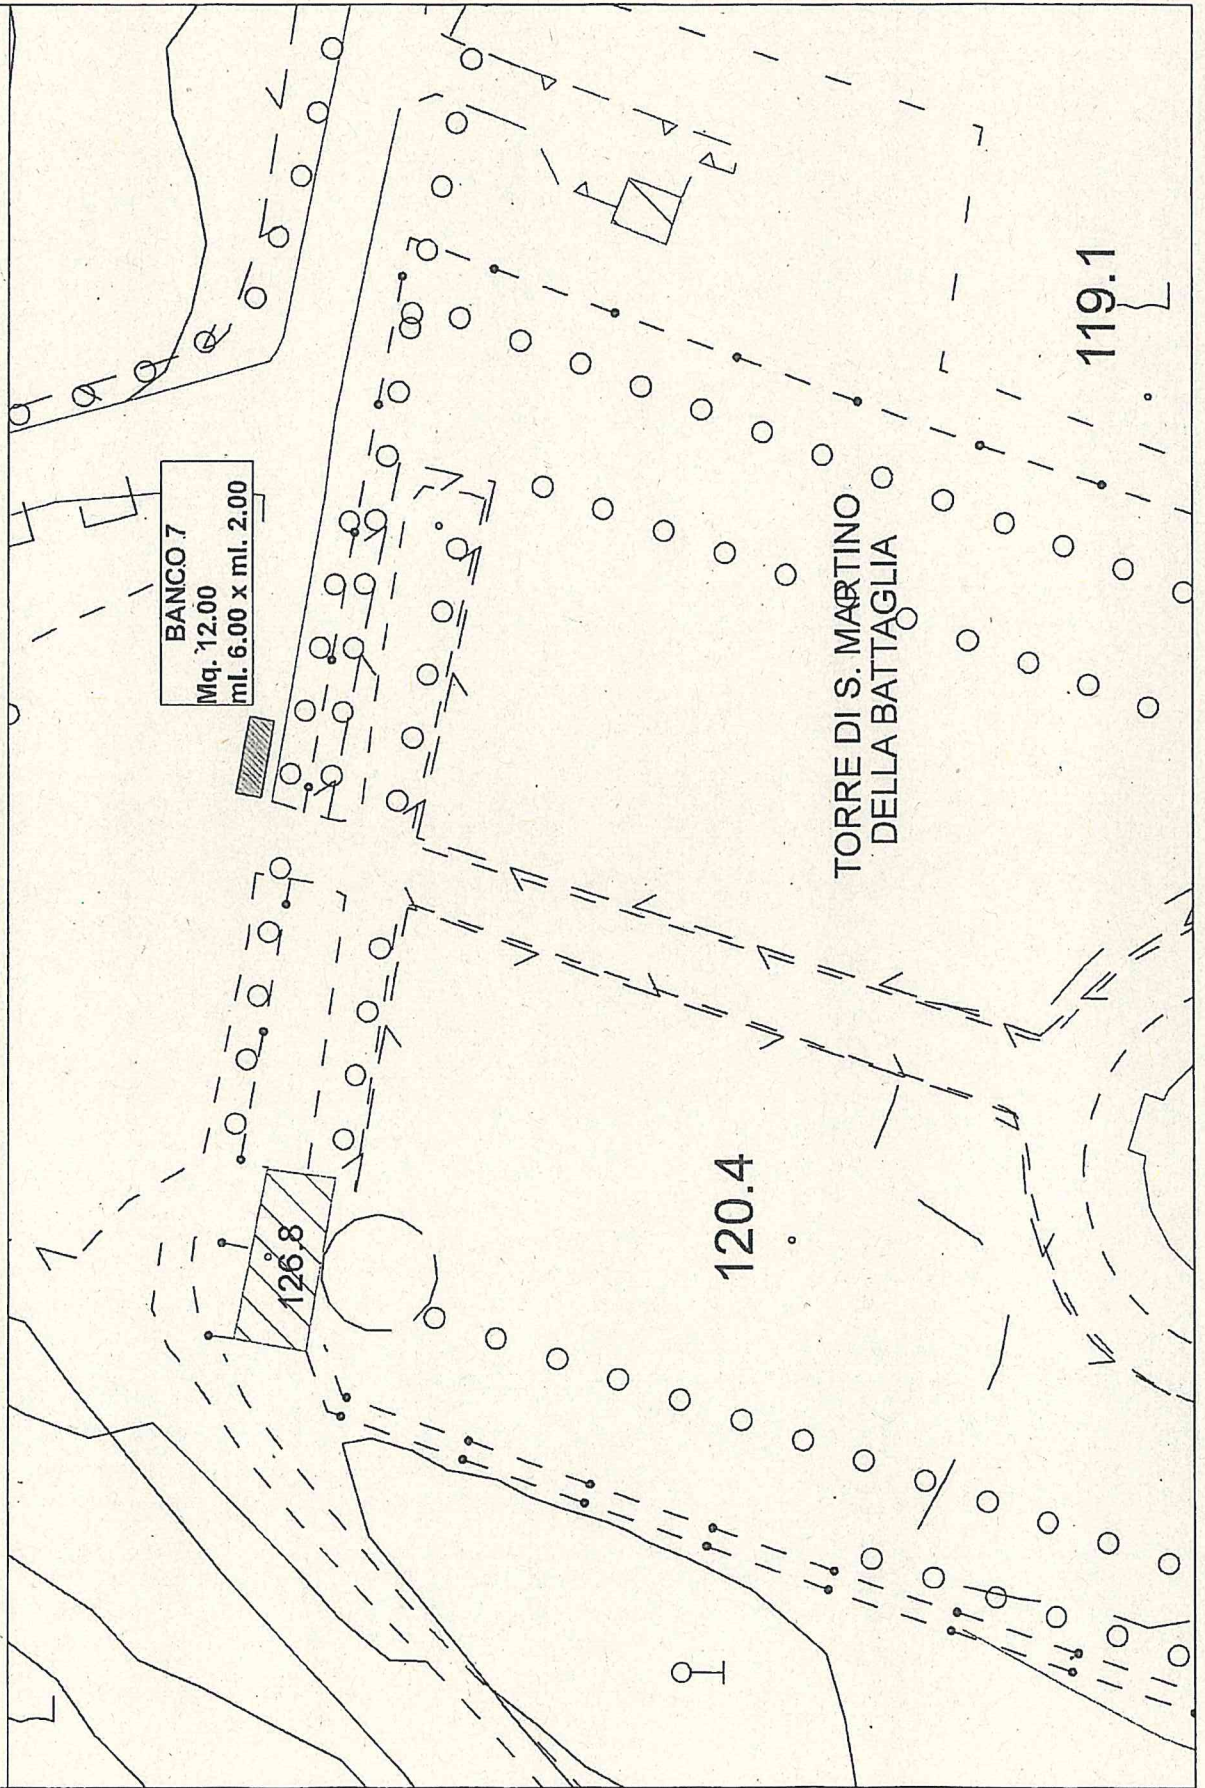 BANCO 7
Mq. 12.00
ml. 6.00 x ml. 2.00
119.1
TORRE DI S. MARTINO
DELLA BATTAGLIA
126.8
120.4